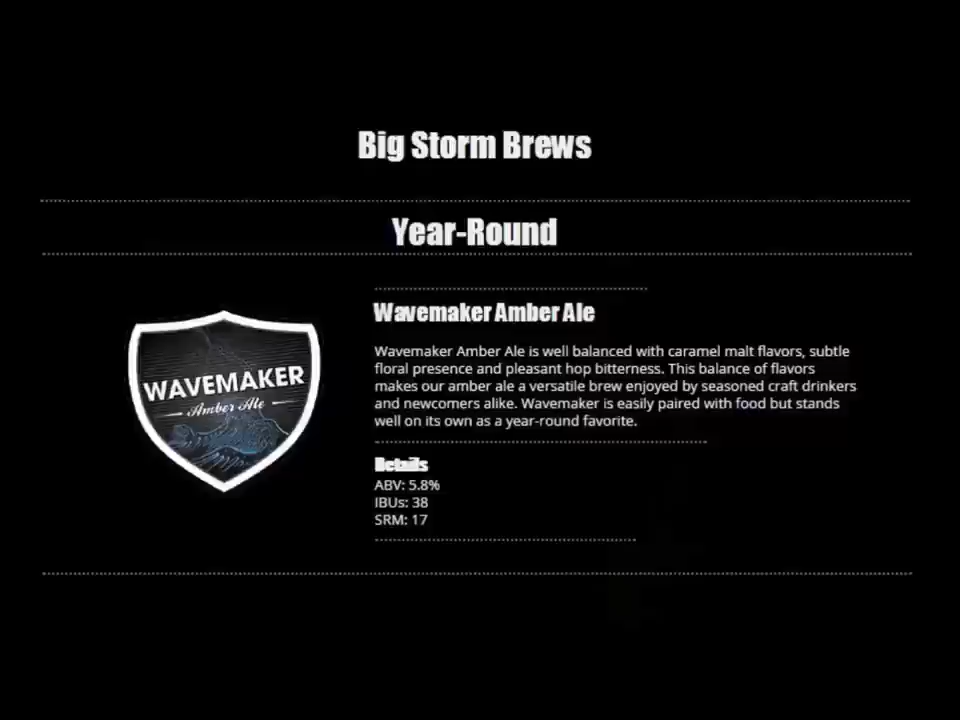 Big Storm Brews
Year-Round
Wavemaker Amber Ale
WAVEMAKER
Amber Ale
Wavemaker Amber Ale is well balanced with caramel malt flavors, subtle
floral presence and pleasant hop bitterness. This balance of flavors
makes our amber ale a versatile brew enjoyed by seasoned craft drinkers
and newcomers alike. Wavemaker is easily paired with food but stands
well on its own as a year-round favorite.
Details
ABV: 5.8%
IBUs: 38
SRM: 17